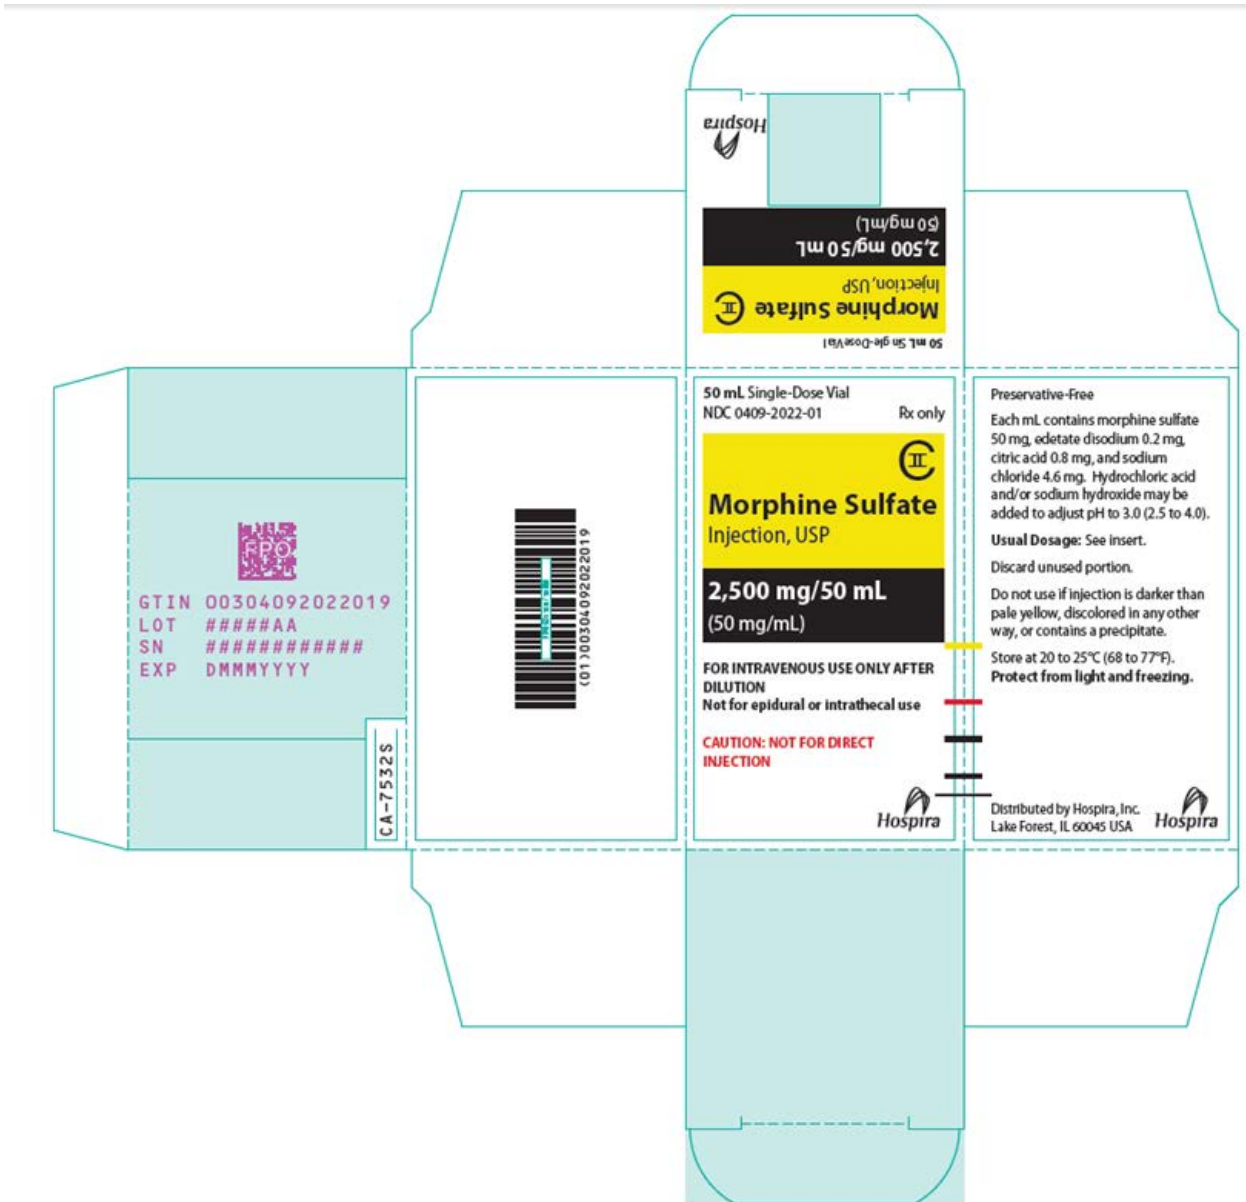 Hospira
(50 mg/mL)
2,500 mg/50 mL
Injection, USP
Morphine Sulfate CII
50 mL Single-Dose Vial
50 mL Single-Dose Vial
NDC 0409-2022-01 Rx only
CII
Morphine Sulfate
Injection, USP
2,500 mg/50 mL
(50 mg/mL)
FOR INTRAVENOUS USE ONLY AFTER
DILUTION
Not for epidural or intrathecal use
CAUTION: NOT FOR DIRECT
INJECTION
Hospira
Preservative-Free
Each mL contains morphine sulfate
50 mg, edetate disodium 0.2 mg,
citric acid 0.8 mg, and sodium
chloride 4.6 mg. Hydrochloric acid
and/or sodium hydroxide may be
added to adjust pH to 3.0 (2.5 to 4.0).
Usual Dosage: See insert.
Discard unused portion.
Do not use if injection is darker than
pale yellow, discolored in any other
way, or contains a precipitate.
Store at 20 to 25°C (68 to 77°F).
Protect from light and freezing.
Distributed by Hospira, Inc.
Lake Forest, IL 60045 USA
Hospira
FPO
GTIN 00304092022019
LOT #####AA
SN ############
EXP DMMMYYYY
CA-7532S
(01)00304092022019